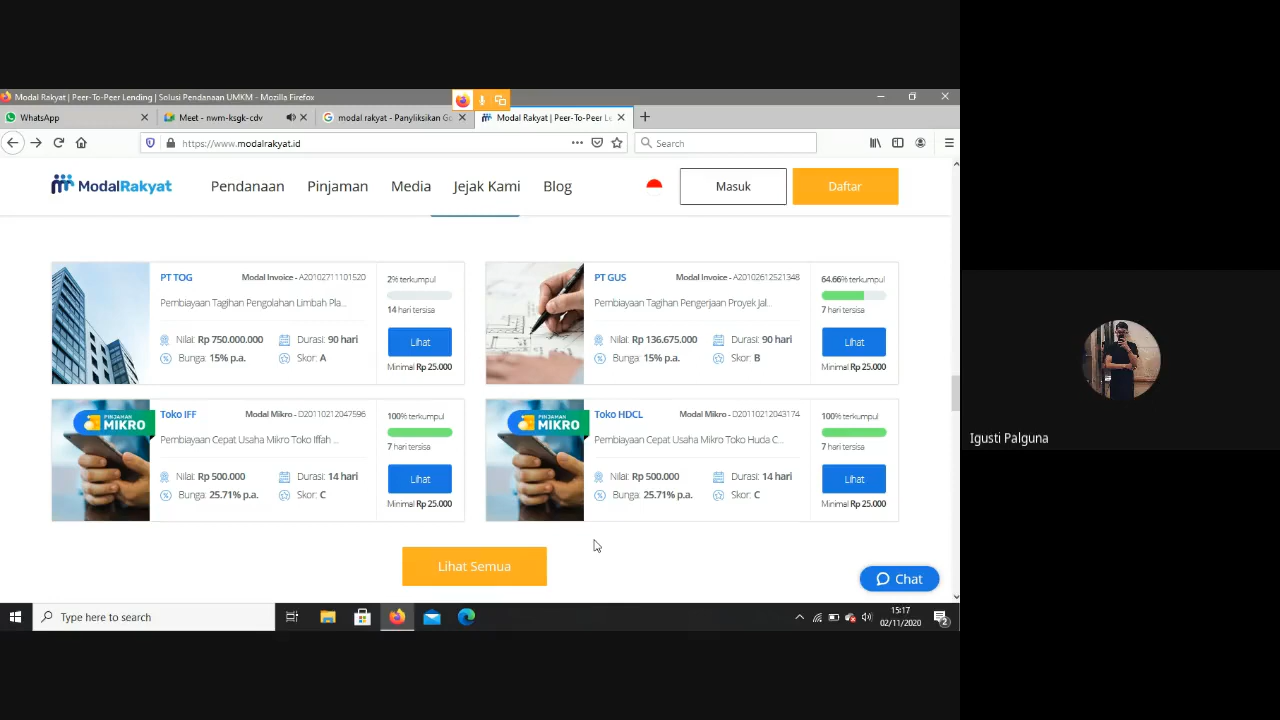 Modal Rakyat | Peer-To-Peer Lending | Solusi Pendanaan UMKM - Mozilla Firefox
WhatsApp
Meet - nwm-ksgk-cdv
modal rakyat - Panyliksikan Go
Modal Rakyat | Peer-To-Peer Le
https://www.modalrakyat.id
Search
ModalRakyat
Pendanaan
Pinjaman
Media
Jejak Kami
Blog
Masuk
Daftar
PT TOG
Modal Invoice - A20102711101520
2% terkumpul
Pembiayaan Tagihan Pengolahan Limbah Pla...
14 hari tersisa
Nilai: Rp 750.000.000
Durasi: 90 hari
Lihat
Bunga: 15% p.a.
Skor: A
Minimal Rp 25.000
PT GUS
Modal Invoice - A20102612521348
64.66% terkumpul
Pembiayaan Tagihan Pengerjaan Proyek Jal...
7 hari tersisa
Nilai: Rp 136.675.000
Durasi: 90 hari
Lihat
Bunga: 15% p.a.
Skor: B
Minimal Rp 25.000
PINJAMAN
MIKRO
Toko IFF
Modal Mikro - D20110212047596
100% terkumpul
Pembiayaan Cepat Usaha Mikro Toko Iffah ...
7 hari tersisa
Nilai: Rp 500.000
Durasi: 14 hari
Lihat
Bunga: 25.71% p.a.
Skor: C
Minimal Rp 25.000
PINJAMAN
MIKRO
Toko HDCL
Modal Mikro - D20110212043174
100% terkumpul
Pembiayaan Cepat Usaha Mikro Toko Huda C...
7 hari tersisa
Nilai: Rp 500.000
Durasi: 14 hari
Lihat
Bunga: 25.71% p.a.
Skor: C
Minimal Rp 25.000
Lihat Semua
Chat
Type here to search
15:17
02/11/2020
2
Igusti Palguna